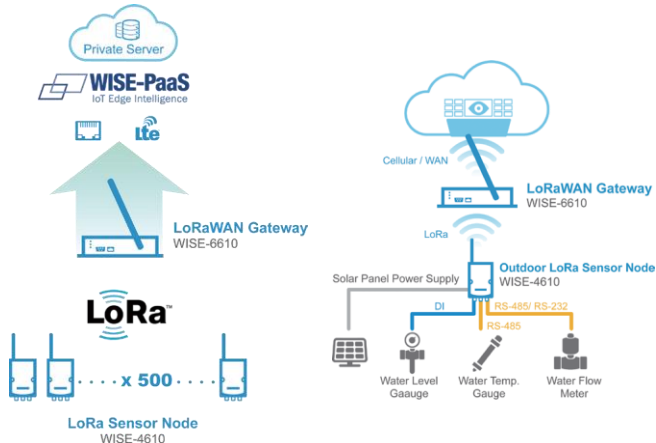 Private Server
WISE-PaaS
IoT Edge Intelligence
Lte
LoRaWAN Gateway
WISE-6610
LoRa™
x 500
LoRa Sensor Node
WISE-4610
Cellular / WAN
LoRaWAN Gateway
WISE-6610
LoRa
Outdoor LoRa Sensor Node
WISE-4610
Solar Panel Power Supply
DI
RS-485/ RS-232
RS-485
Water Level
Gaauge
Water Temp.
Gauge
Water Flow
Meter